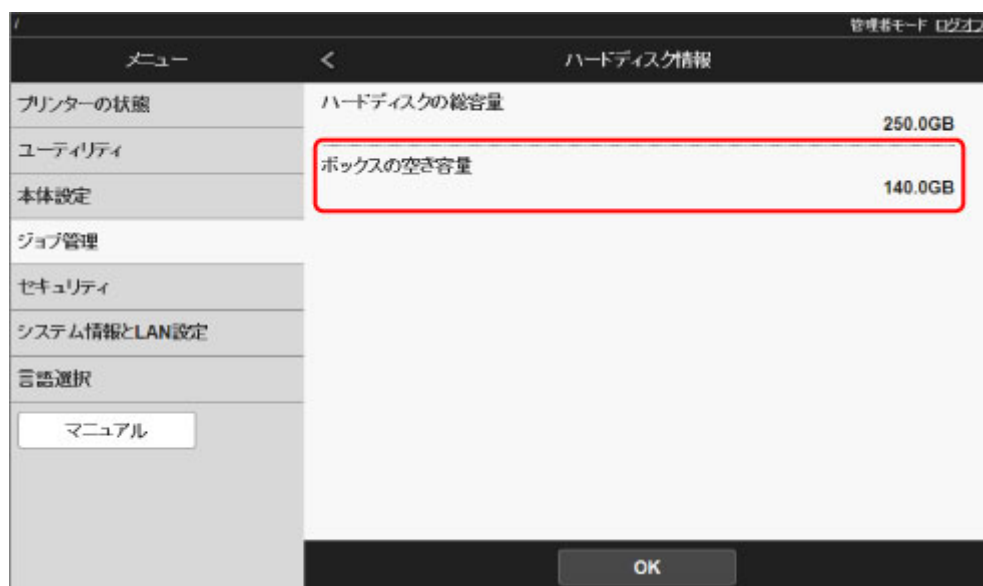 /
管理者モード ログオフ
メニュー
< ハードディスク情報
プリンターの状態
ユーティリティ
本体設定
ジョブ管理
セキュリティ
システム情報とLAN設定
言語選択
マニュアル
ハードディスクの総容量
250.0GB
ボックスの空き容量
140.0GB
OK